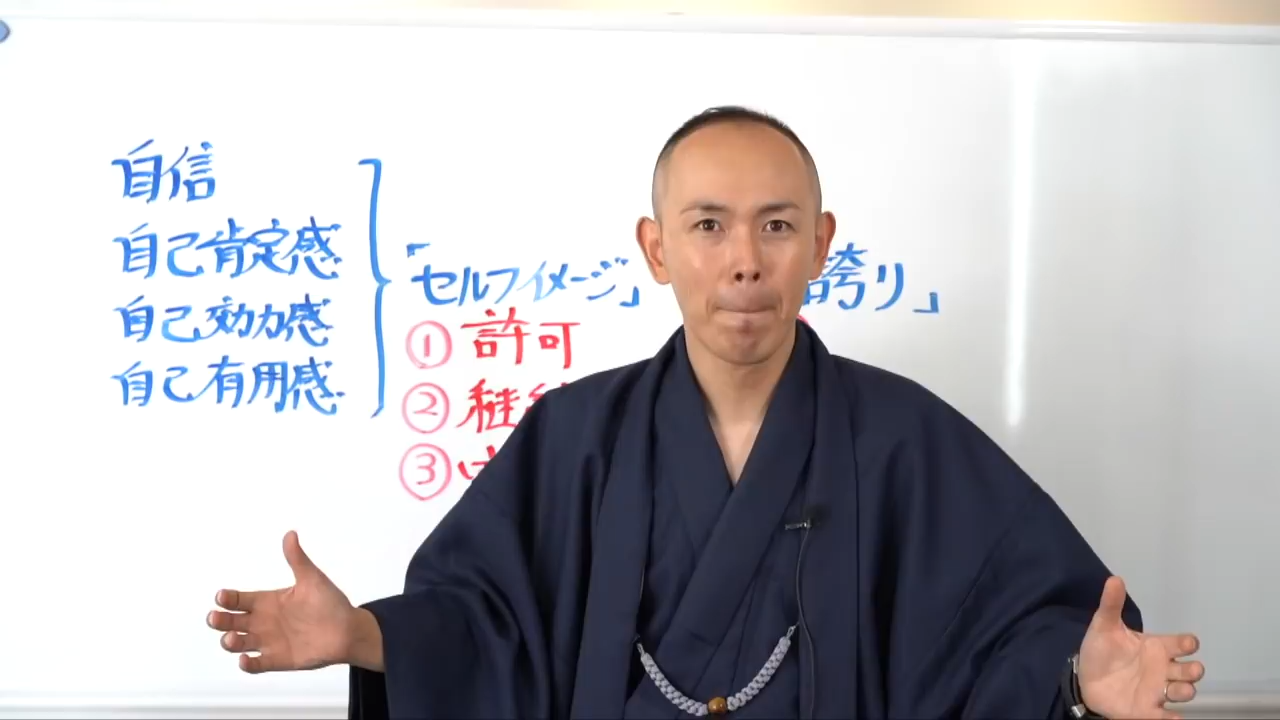 自信
自己肯定感
自己効力感
自己有用感
「セルフイメージ」
誇り」
① 許可
②
③